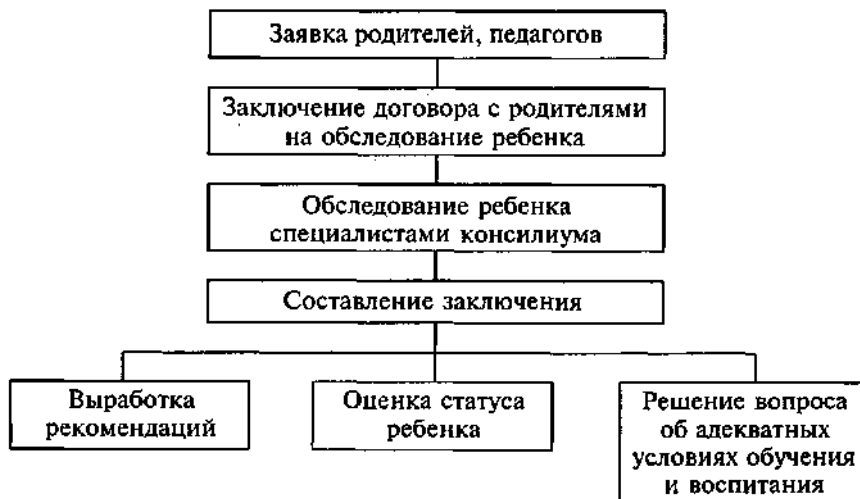 Заявка родителей, педагогов
Заключение договора с родителями
на обследование ребенка
Обследование ребенка
специалистами консилиума
Составление заключения
Выработка
рекомендаций
Оценка статуса
ребенка
Решение вопроса
об адекватных
условиях обучения
и воспитания